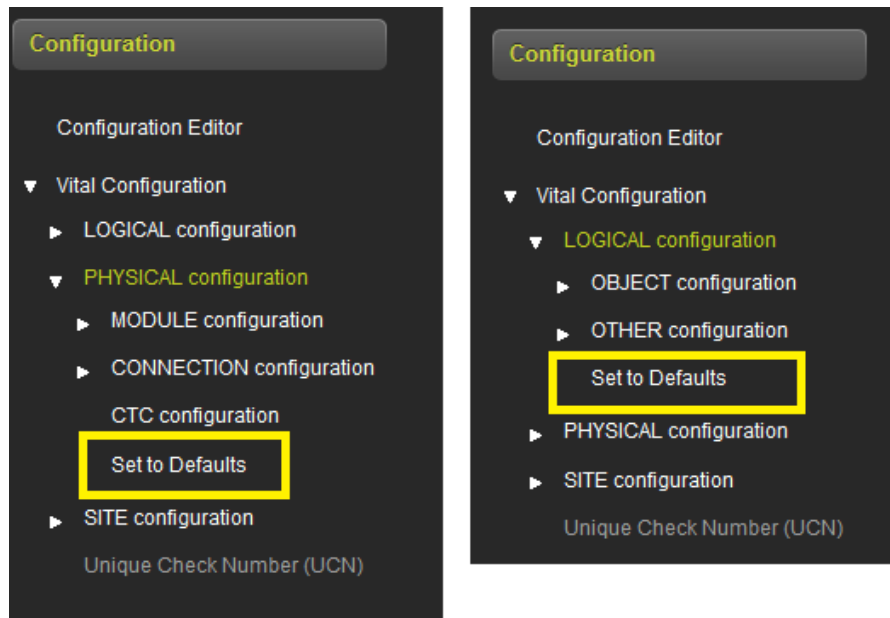 Configuration
Configuration Editor
Vital Configuration
LOGICAL configuration
PHYSICAL configuration
MODULE configuration
CONNECTION configuration
CTC configuration
Set to Defaults
SITE configuration
Unique Check Number (UCN)
Configuration
Configuration Editor
Vital Configuration
LOGICAL configuration
OBJECT configuration
OTHER configuration
Set to Defaults
PHYSICAL configuration
SITE configuration
Unique Check Number (UCN)